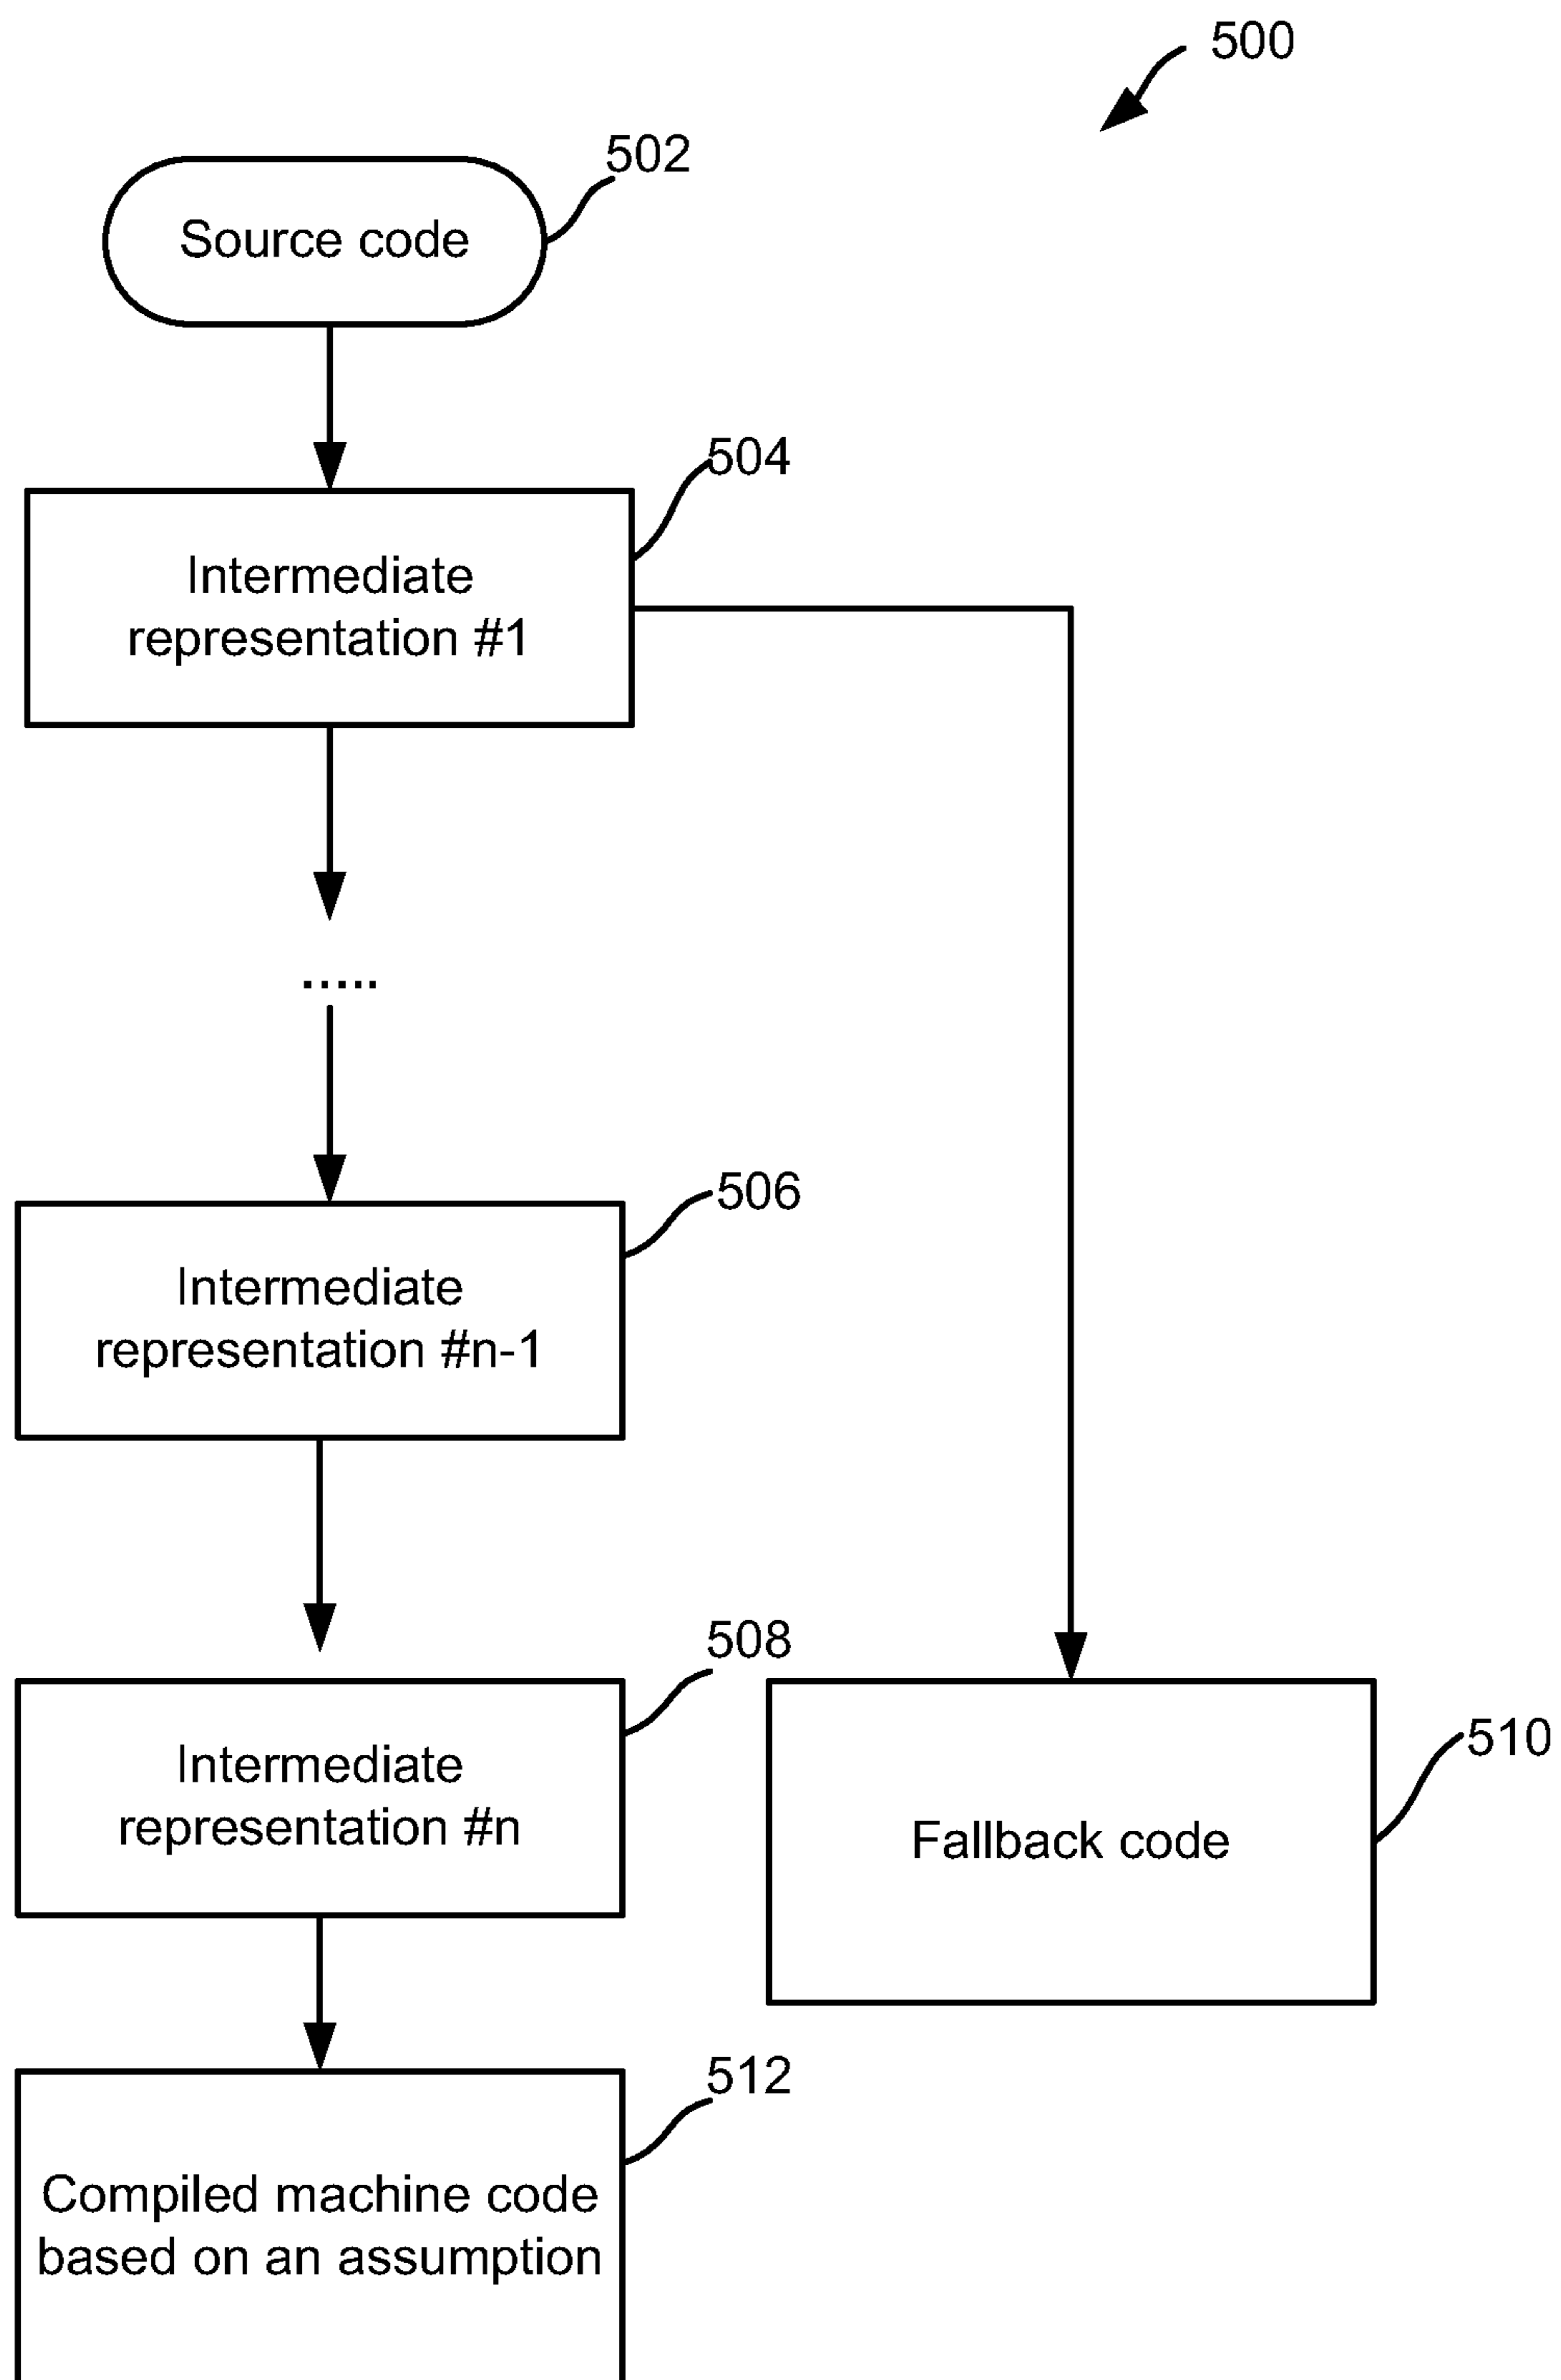 500
502
Source code
504
Intermediate
representation #1
.....
506
Intermediate
representation #n-1
508
Intermediate
representation #n
510
Fallback code
512
Compiled machine code
based on an assumption